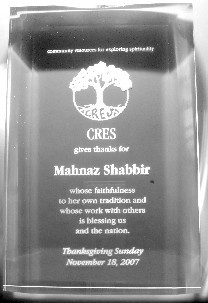 community resources for exploring spirituality
CRES
CRES
gives thanks for
Mahnaz Shabbir
whose faithfulness
to her own tradition and
whose work with others
is blessing us
and the nation.
Thanksgiving Sunday
November 18, 2007